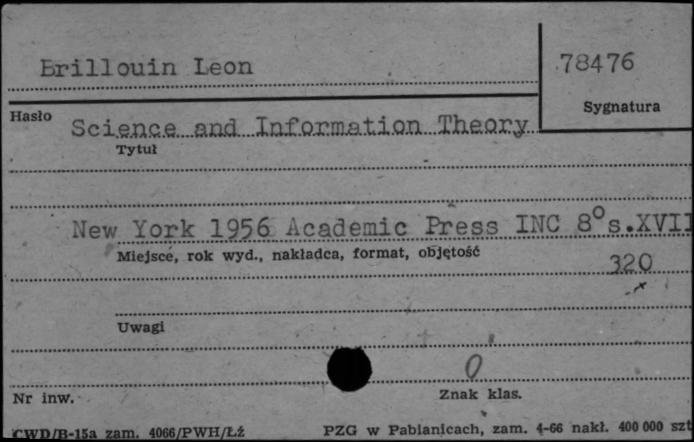 Brillouin Leon
78476
Sygnatura
Hasło
Science and Information Theory
Tytuł
New York 1956 Academic Press INC 8° s.XVII
Miejsce, rok wyd., nakładca, format, objętość
320
Uwagi
0
Nr inw.
Znak klas.
CWD/B-15a zam. 4066/PWH/Łż PZG w Pabianicach, zam. 4-66 nakł. 400 000 szt